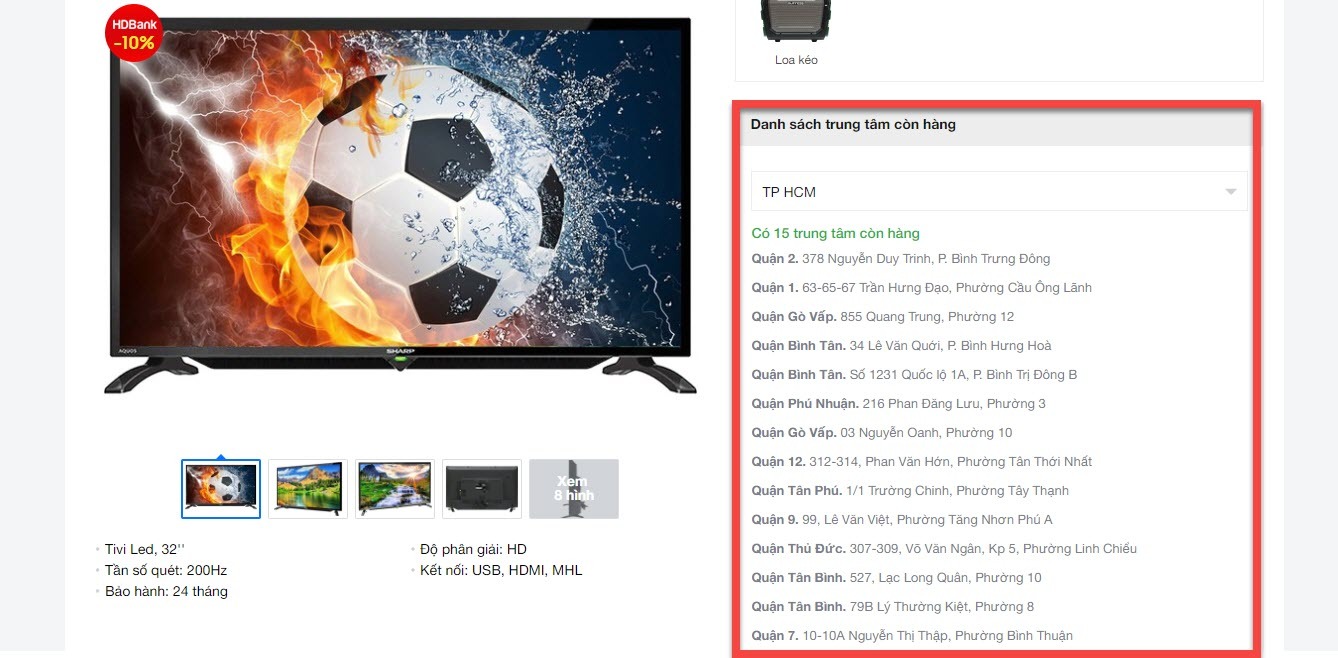 HDBank
-10%
AQUOS
SHARP
Xem
8 hình
Tivi Led, 32''
Tần số quét: 200Hz
Bảo hành: 24 tháng
Độ phân giải: HD
Kết nối: USB, HDMI, MHL
Loa kéo
Danh sách trung tâm còn hàng
TP HCM
Có 15 trung tâm còn hàng
Quận 2. 378 Nguyễn Duy Trinh, P. Bình Trưng Đông
Quận 1. 63-65-67 Trần Hưng Đạo, Phường Cầu Ông Lãnh
Quận Gò Vấp. 855 Quang Trung, Phường 12
Quận Bình Tân. 34 Lê Văn Quới, P. Bình Hưng Hoà
Quận Bình Tân. Số 1231 Quốc lộ 1A, P. Bình Trị Đông B
Quận Phú Nhuận. 216 Phan Đăng Lưu, Phường 3
Quận Gò Vấp. 03 Nguyễn Oanh, Phường 10
Quận 12. 312-314, Phan Văn Hớn, Phường Tân Thới Nhất
Quận Tân Phú. 1/1 Trường Chinh, Phường Tây Thạnh
Quận 9. 99, Lê Văn Việt, Phường Tăng Nhơn Phú A
Quận Thủ Đức. 307-309, Võ Văn Ngân, Kp 5, Phường Linh Chiểu
Quận Tân Bình. 527, Lạc Long Quân, Phường 10
Quận Tân Bình. 79B Lý Thường Kiệt, Phường 8
Quận 7. 10-10A Nguyễn Thị Thập, Phường Bình Thuận